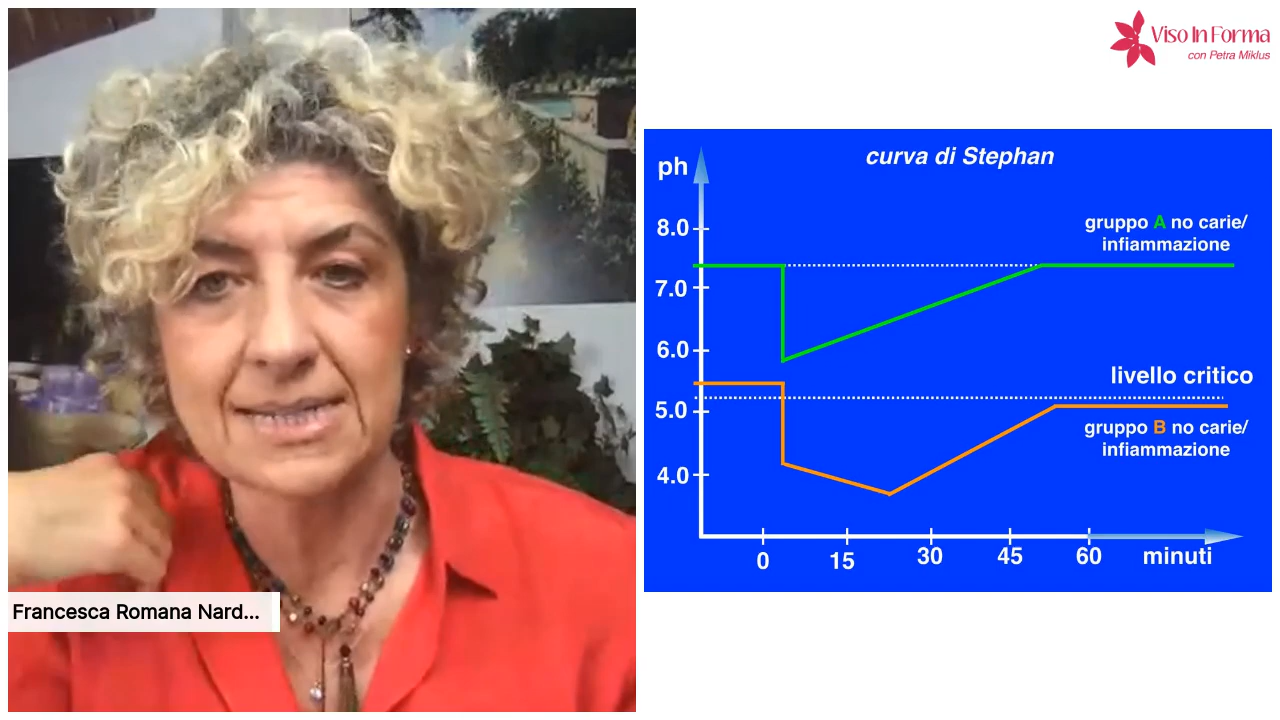 Viso In Forma
con Petra Miklus
curva di Stephan
ph
8.0
7.0
6.0
5.0
4.0
gruppo A no carie/
infiammazione
livello critico
gruppo B no carie/
infiammazione
0 15 30 45 60 minuti
Francesca Romana Nard...